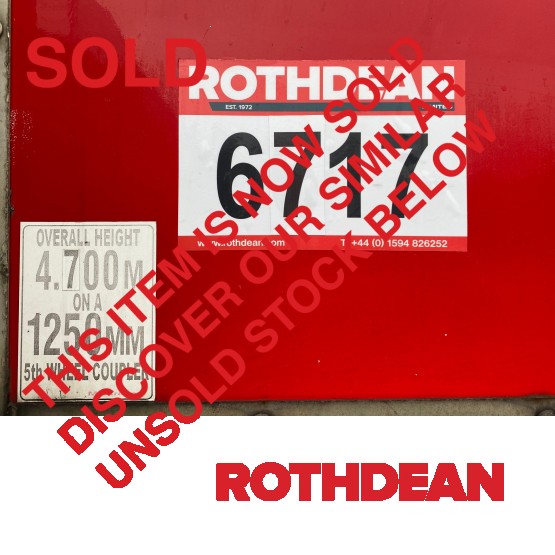 SOLD
ROTHDEAN
EST. 1972
6717
www.rothdean.com
T. +44 (0) 1594 826252
OVERALL HEIGHT
4.700M
ON A
1250MM
5th WHEEL COUPLER
THIS ITEM IS NOW SOLD
DISCOVER OUR SIMILAR
UNSOLD STOCK BELOW
ROTHDEAN